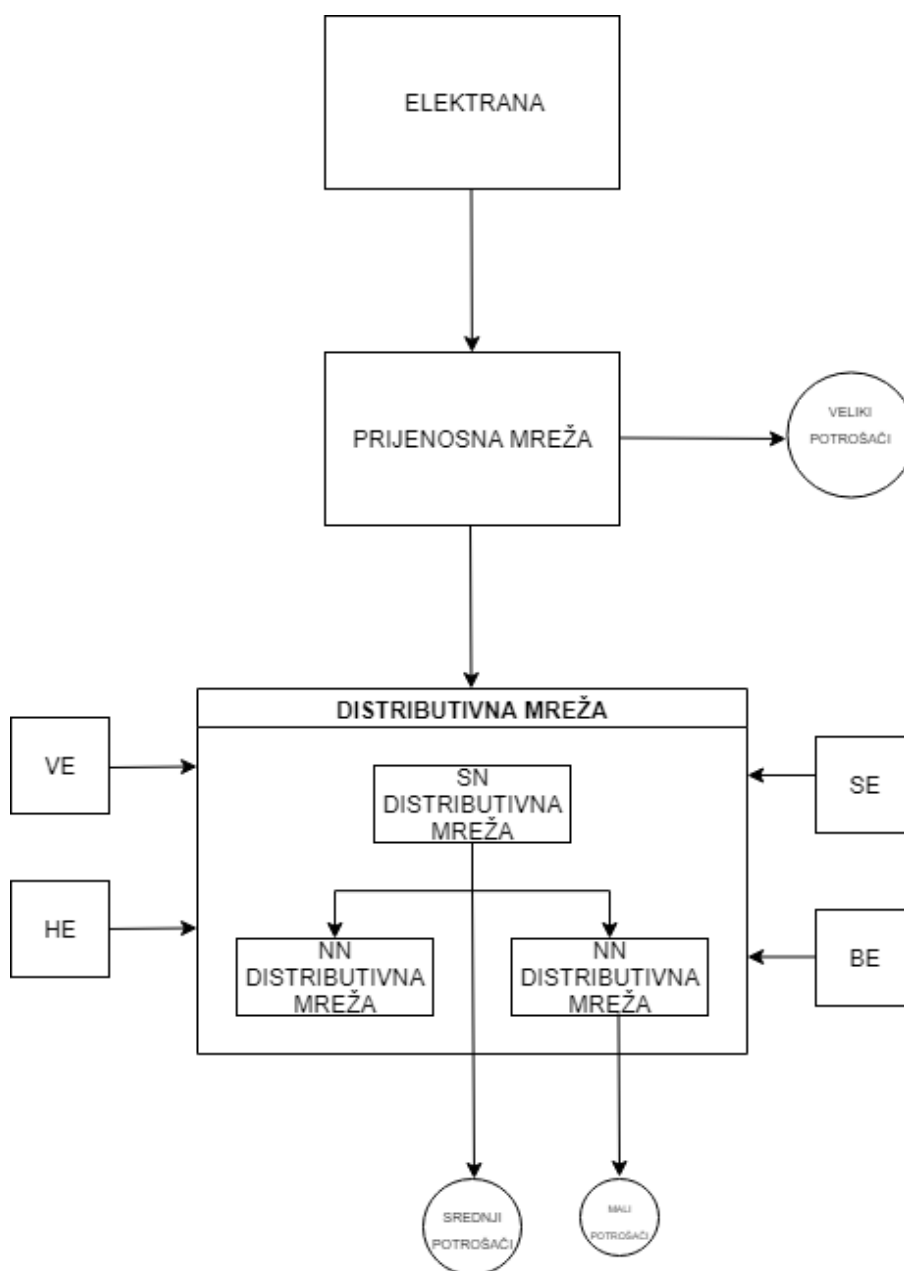 ELEKTRANA
PRIJENOSNA MREŽA
VELIKI
POTROŠAČI
DISTRIBUTIVNA MREŽA
VE
SE
SN
DISTRIBUTIVNA
MREŽA
HE
BE
NN
DISTRIBUTIVNA
MREŽA
NN
DISTRIBUTIVNA
MREŽA
SREDNJI
POTROŠAČI
MALI
POTROŠAČI